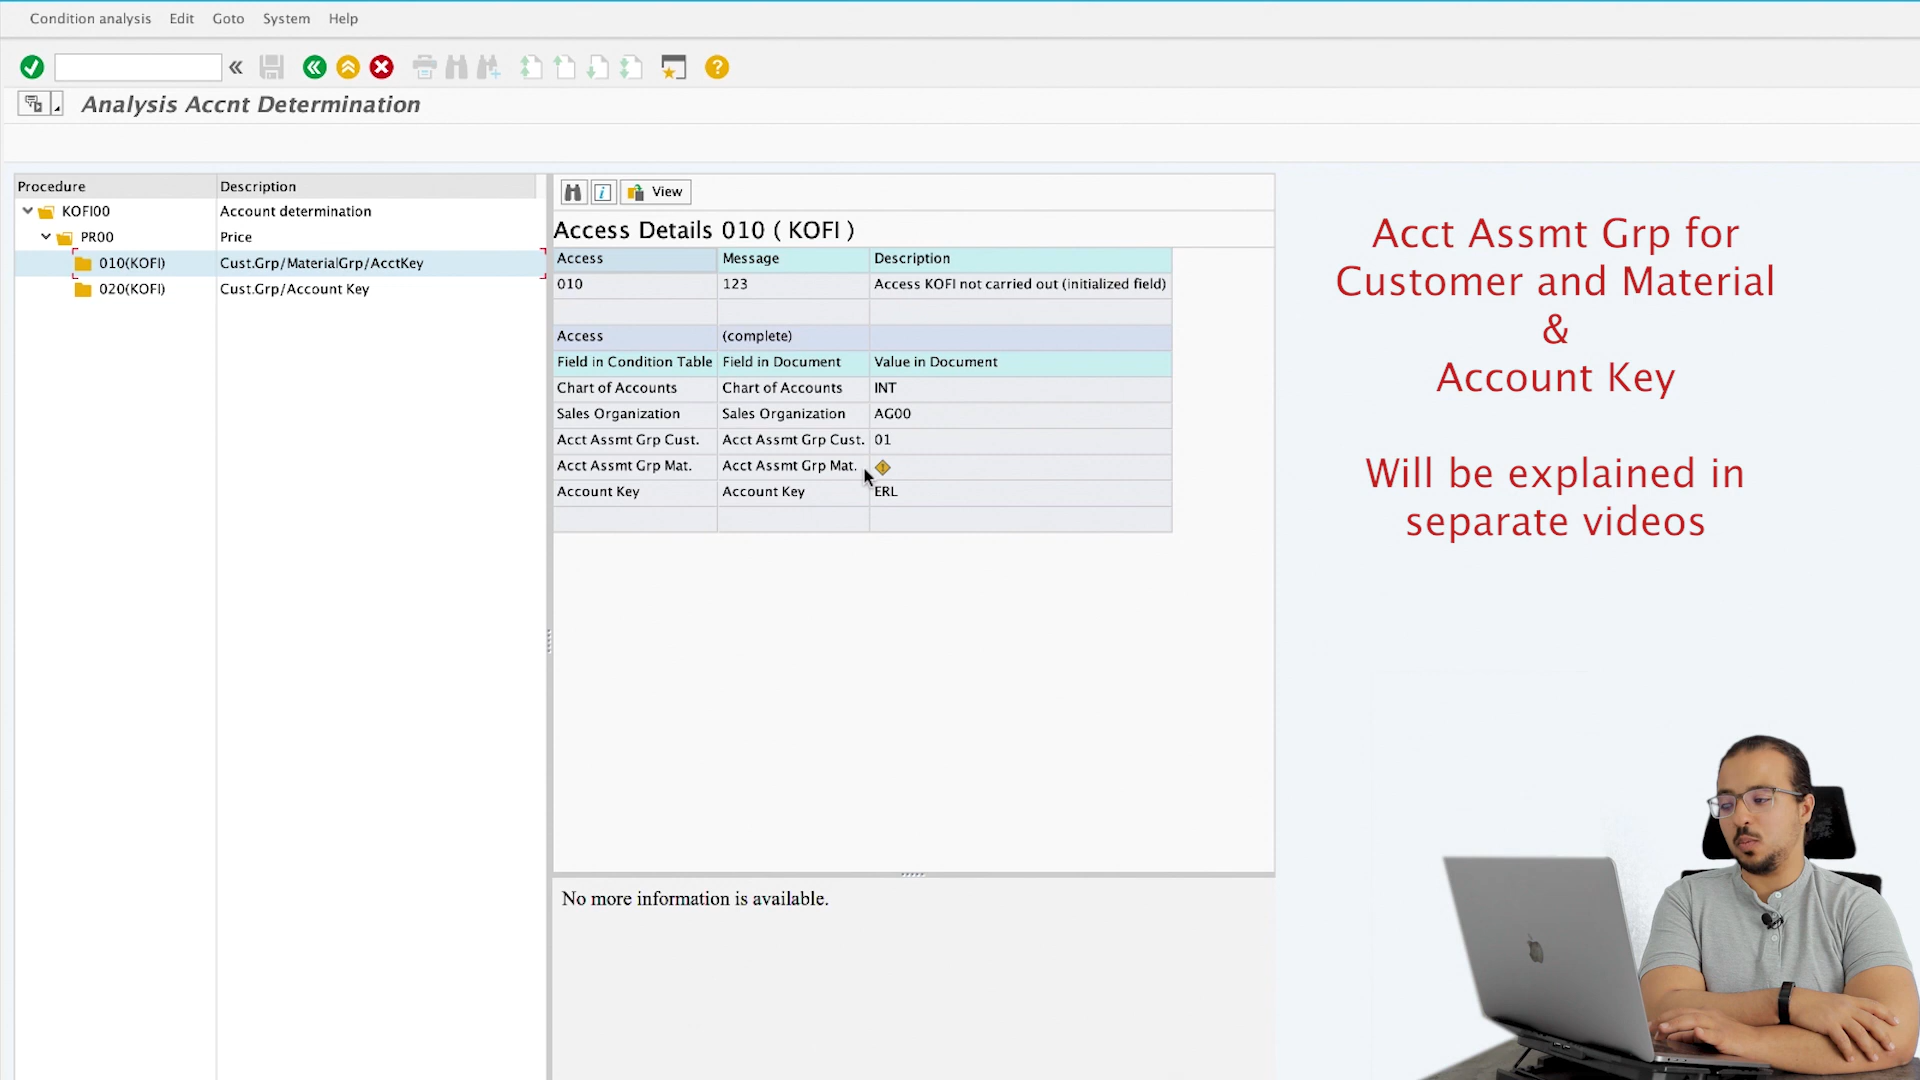 Condition analysis Edit Goto System Help
Analysis Accnt Determination
Procedure Description
KOFI00 Account determination
PR00 Price
010(KOFI) Cust.Grp/MaterialGrp/AcctKey
020(KOFI) Cust.Grp/Account Key
View
Access Details 010 ( KOFI )
Access Message Description
010 123 Access KOFI not carried out (initialized field)
Access (complete)
Field in Condition Table Field in Document Value in Document
Chart of Accounts Chart of Accounts INT
Sales Organization Sales Organization AG00
Acct Assmt Grp Cust. Acct Assmt Grp Cust. 01
Acct Assmt Grp Mat. Acct Assmt Grp Mat.
Account Key Account Key ERL
No more information is available.
Acct Assmt Grp for
Customer and Material
&
Account Key
Will be explained in
separate videos